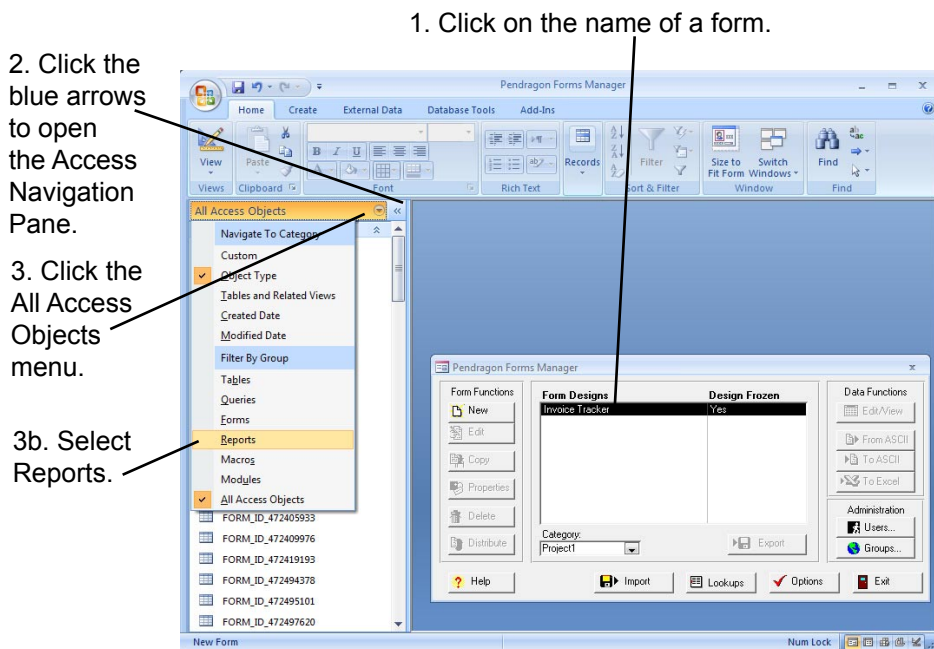 1. Click on the name of a form.
2. Click the
blue arrows
to open
the Access
Navigation
Pane.
3. Click the
All Access
Objects
menu.
3b. Select
Reports.
Pendragon Forms Manager
Home Create External Data Database Tools Add-Ins
View Paste Records Filter Size to Fit Form Switch Windows Find
Views Clipboard Font Rich Text Sort & Filter Window Find
All Access Objects
Navigate To Category
Custom
Object Type
Tables and Related Views
Created Date
Modified Date
Filter By Group
Tables
Queries
Forms
Reports
Macros
Modules
All Access Objects
FORM_ID_472405933
FORM_ID_472409976
FORM_ID_472419193
FORM_ID_472494378
FORM_ID_472495101
FORM_ID_472497620
Pendragon Forms Manager
Form Functions
New
Edit
Copy
Properties
Delete
Distribute
Form Designs Design Frozen
Invoice Tracker Yes
Category:
Project1
Export
Data Functions
Edit/View
From ASCII
To ASCII
To Excel
Administration
Users...
Groups...
Help Import Lookups Options Exit
New Form Num Lock